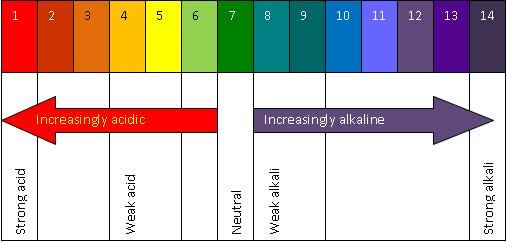 1 2 3 4 5 6 7 8 9 10 11 12 13 14
Increasingly acidic
Increasingly alkaline
Strong acid
Weak acid
Neutral
Weak alkali
Strong alkali